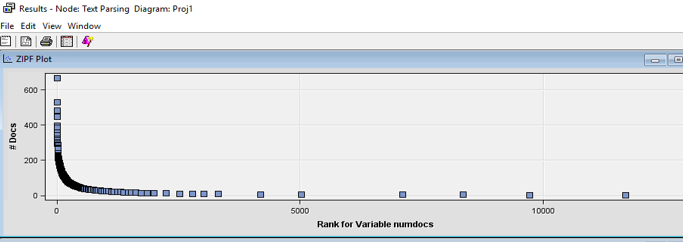 Results - Node: Text Parsing Diagram: Proj1
File Edit View Window
ZIPF Plot
600
400
200
0
# Docs
0 5000 10000
Rank for Variable numdocs